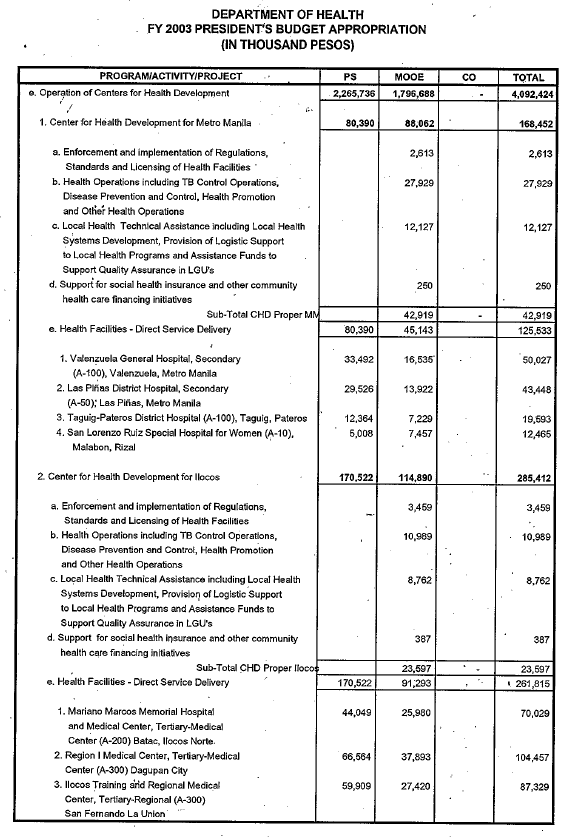 DEPARTMENT OF HEALTH
FY 2003 PRESIDENT'S BUDGET APPROPRIATION
(IN THOUSAND PESOS)
PROGRAM/ACTIVITY/PROJECT PS MOOE CO TOTAL
e. Operation of Centers for Health Development 2,265,736 1,796,688 - 4,092,424
1. Center for Health Development for Metro Manila 80,390 88,062 168,452
a. Enforcement and implementation of Regulations, 2,613 2,613
Standards and Licensing of Health Facilities
b. Health Operations including TB Control Operations, 27,929 27,929
Disease Prevention and Control, Health Promotion
and Other Health Operations
c. Local Health Technical Assistance including Local Health 12,127 12,127
Systems Development, Provision of Logistic Support
to Local Health Programs and Assistance Funds to
Support Quality Assurance in LGU's
d. Support for social health insurance and other community 250 250
health care financing initiatives
Sub-Total CHD Proper MM 42,919 - 42,919
e. Health Facilities - Direct Service Delivery 80,390 45,143 125,533
1. Valenzuela General Hospital, Secondary 33,492 16,535 50,027
(A-100), Valenzuela, Metro Manila
2. Las Piñas District Hospital, Secondary 29,526 13,922 43,448
(A-50), Las Piñas, Metro Manila
3. Taguig-Pateros District Hospital (A-100), Taguig, Pateros 12,364 7,229 19,593
4. San Lorenzo Ruiz Special Hospital for Women (A-10), 5,008 7,457 12,465
Malabon, Rizal
2. Center for Health Development for Ilocos 170,522 114,890 285,412
a. Enforcement and implementation of Regulations, 3,459 3,459
Standards and Licensing of Health Facilities
b. Health Operations including TB Control Operations, 10,989 10,989
Disease Prevention and Control, Health Promotion
and Other Health Operations
c. Local Health Technical Assistance including Local Health 8,762 8,762
Systems Development, Provision of Logistic Support
to Local Health Programs and Assistance Funds to
Support Quality Assurance in LGU's
d. Support for social health insurance and other community 387 387
health care financing initiatives
Sub-Total CHD Proper Ilocos 23,597 - 23,597
e. Health Facilities - Direct Service Delivery 170,522 91,293 - 261,815
1. Mariano Marcos Memorial Hospital 44,049 25,980 70,029
and Medical Center, Tertiary-Medical
Center (A-200) Batac, Ilocos Norte.
2. Region I Medical Center, Tertiary-Medical 66,564 37,893 104,457
Center (A-300) Dagupan City
3. Ilocos Training and Regional Medical 59,909 27,420 87,329
Center, Tertiary-Regional (A-300)
San Fernando La Union